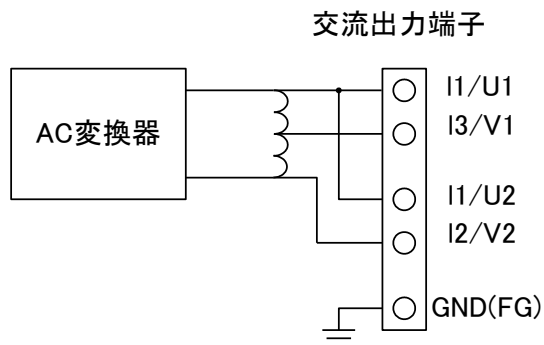 交流出力端子
AC変換器
I1/U1
I3/V1
I1/U2
I2/V2
GND(FG)